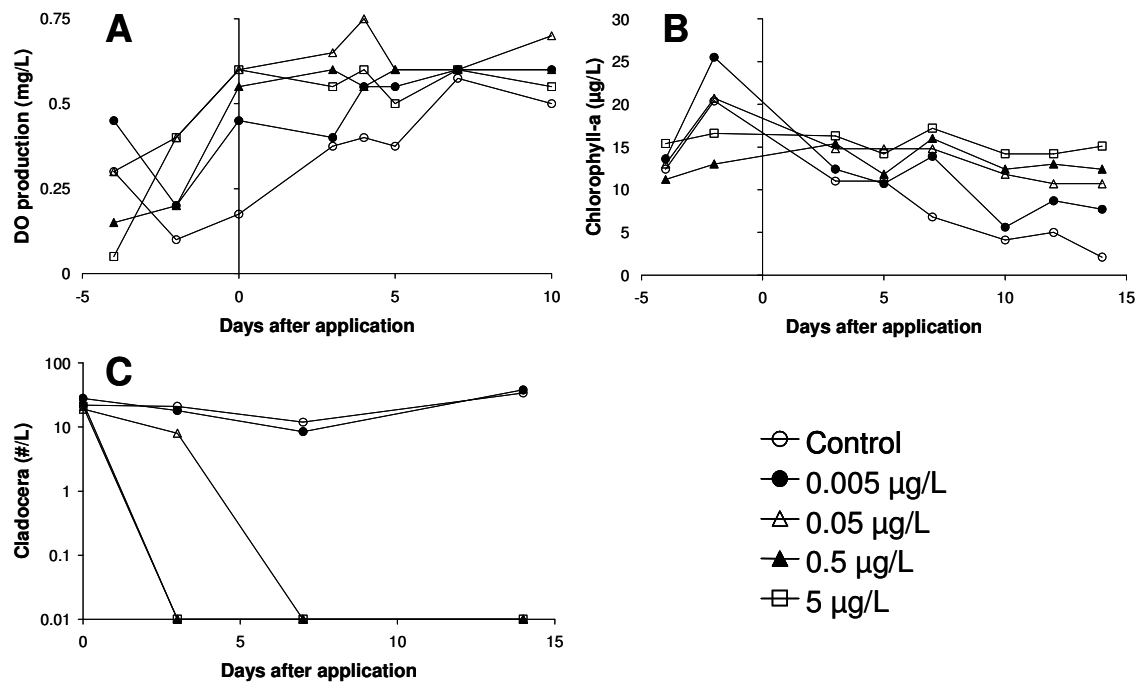 A
DO production (mg/L)
0.75
0.5
0.25
0
-5 0 5 10
Days after application
B
Chlorophyll-a (µg/L)
30
25
20
15
10
5
0
-5 0 5 10 15
Days after application
C
Cladocera (#/L)
100
10
1
0.1
0.01
0 5 10 15
Days after application
Control
0.005 µg/L
0.05 µg/L
0.5 µg/L
5 µg/L